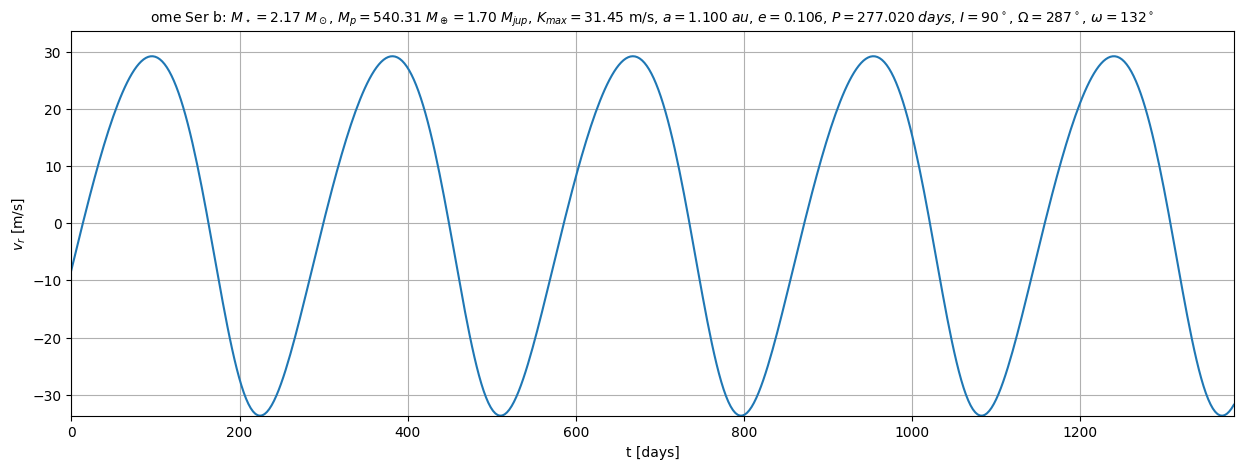 ome Ser b: M⋆ = 2.17 M⊙, Mp = 540.31 M⊕ = 1.70 Mjup, Kmax = 31.45 m/s, a = 1.100 au, e = 0.106, P = 277.020 days, I = 90°, Ω = 287°, ω = 132°
30
20
10
0
−10
−20
−30
vr [m/s]
0 200 400 600 800 1000 1200
t [days]